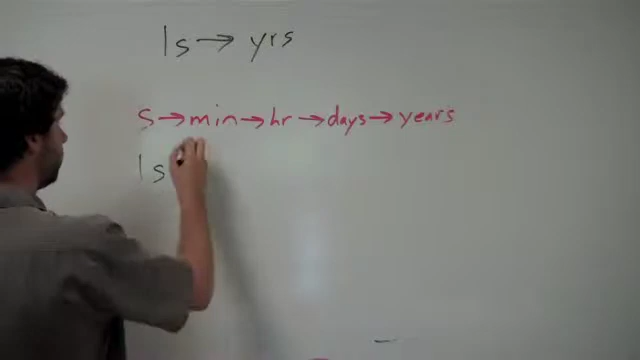 1s → yrs
s → min → hr → days → years
1s